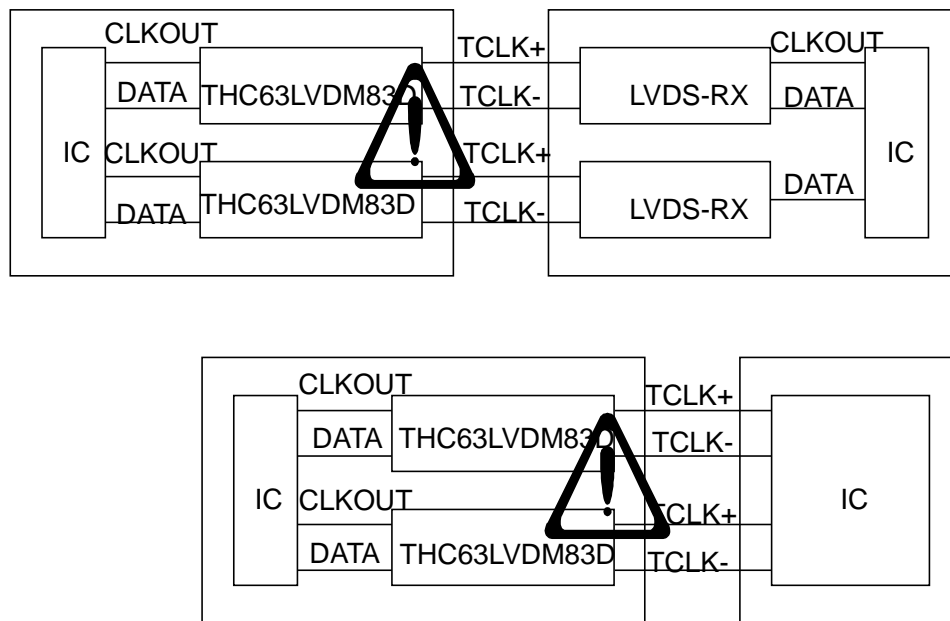 CLKOUT
TCLK+
CLKOUT
DATA
THC63LVDM83D
TCLK-
LVDS-RX
DATA
IC
CLKOUT
TCLK+
IC
DATA
DATA
THC63LVDM83D
TCLK-
LVDS-RX
CLKOUT
TCLK+
DATA
THC63LVDM83D
TCLK-
IC
CLKOUT
TCLK+
IC
DATA
THC63LVDM83D
TCLK-